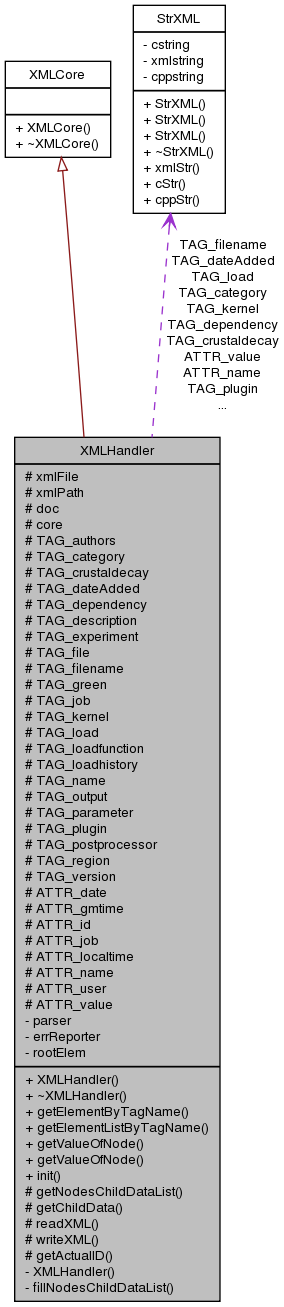 StrXML
- cstring
- xmlstring
- cppstring
+ StrXML()
+ StrXML()
+ StrXML()
+ ~StrXML()
+ xmlStr()
+ cStr()
+ cppStr()
XMLCore
+ XMLCore()
+ ~XMLCore()
TAG_filename
TAG_dateAdded
TAG_load
TAG_category
TAG_kernel
TAG_dependency
TAG_crustaldecay
ATTR_value
ATTR_name
TAG_plugin
...
XMLHandler
# xmlFile
# xmlPath
# doc
# core
# TAG_authors
# TAG_category
# TAG_crustaldecay
# TAG_dateAdded
# TAG_dependency
# TAG_description
# TAG_experiment
# TAG_file
# TAG_filename
# TAG_green
# TAG_job
# TAG_kernel
# TAG_load
# TAG_loadfunction
# TAG_loadhistory
# TAG_name
# TAG_output
# TAG_parameter
# TAG_plugin
# TAG_postprocessor
# TAG_region
# TAG_version
# ATTR_date
# ATTR_gmtime
# ATTR_id
# ATTR_job
# ATTR_localtime
# ATTR_name
# ATTR_user
# ATTR_value
- parser
- errReporter
- rootElem
+ XMLHandler()
+ ~XMLHandler()
+ getElementByTagName()
+ getElementListByTagName()
+ getValueOfNode()
+ getValueOfNode()
+ init()
# getNodesChildDataList()
# getChildData()
# readXML()
# writeXML()
# getActualID()
- XMLHandler()
- fillNodesChildDataList()